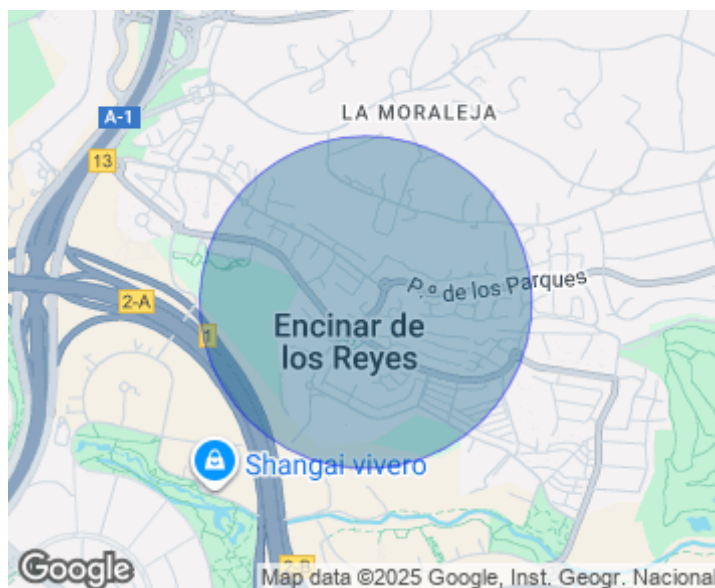 LA MORALEJA
A-1
13
P.º de los Parques
2-A
1
Encinar de
los Reyes
Shangai vivero
2-B
Google
Map data ©2025 Google, Inst. Geogr. Nacional